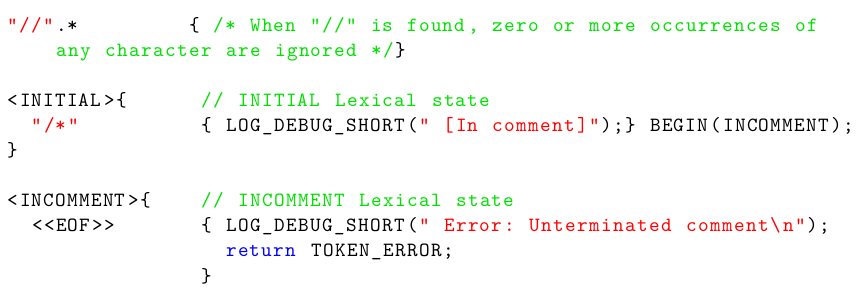 "//".* { /* When "//" is found, zero or more occurrences of
any character are ignored */}
<INITIAL>{ // INITIAL Lexical state
"/*" { LOG_DEBUG_SHORT(" [In comment]");} BEGIN(INCOMMENT);
}
<INCOMMENT>{ // INCOMMENT Lexical state
<<EOF>> { LOG_DEBUG_SHORT(" Error: Unterminated comment\n");
return TOKEN_ERROR;
}